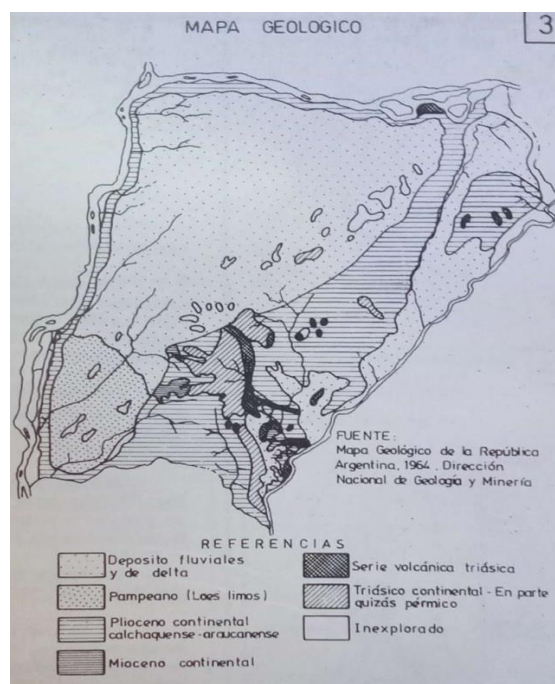 MAPA GEOLOGICO
3
FUENTE:
Mapa Geológico de la República
Argentina, 1964. Dirección
Nacional de Geología y Minería
REFERENCIAS
Deposito fluviales
y de delta
Pampeano (Loes limos)
Plioceno continental
calchaquense-araucanense
Mioceno continental
Serie volcánica triásica
Triásico continental - En parte
quizás pérmico
Inexplorado